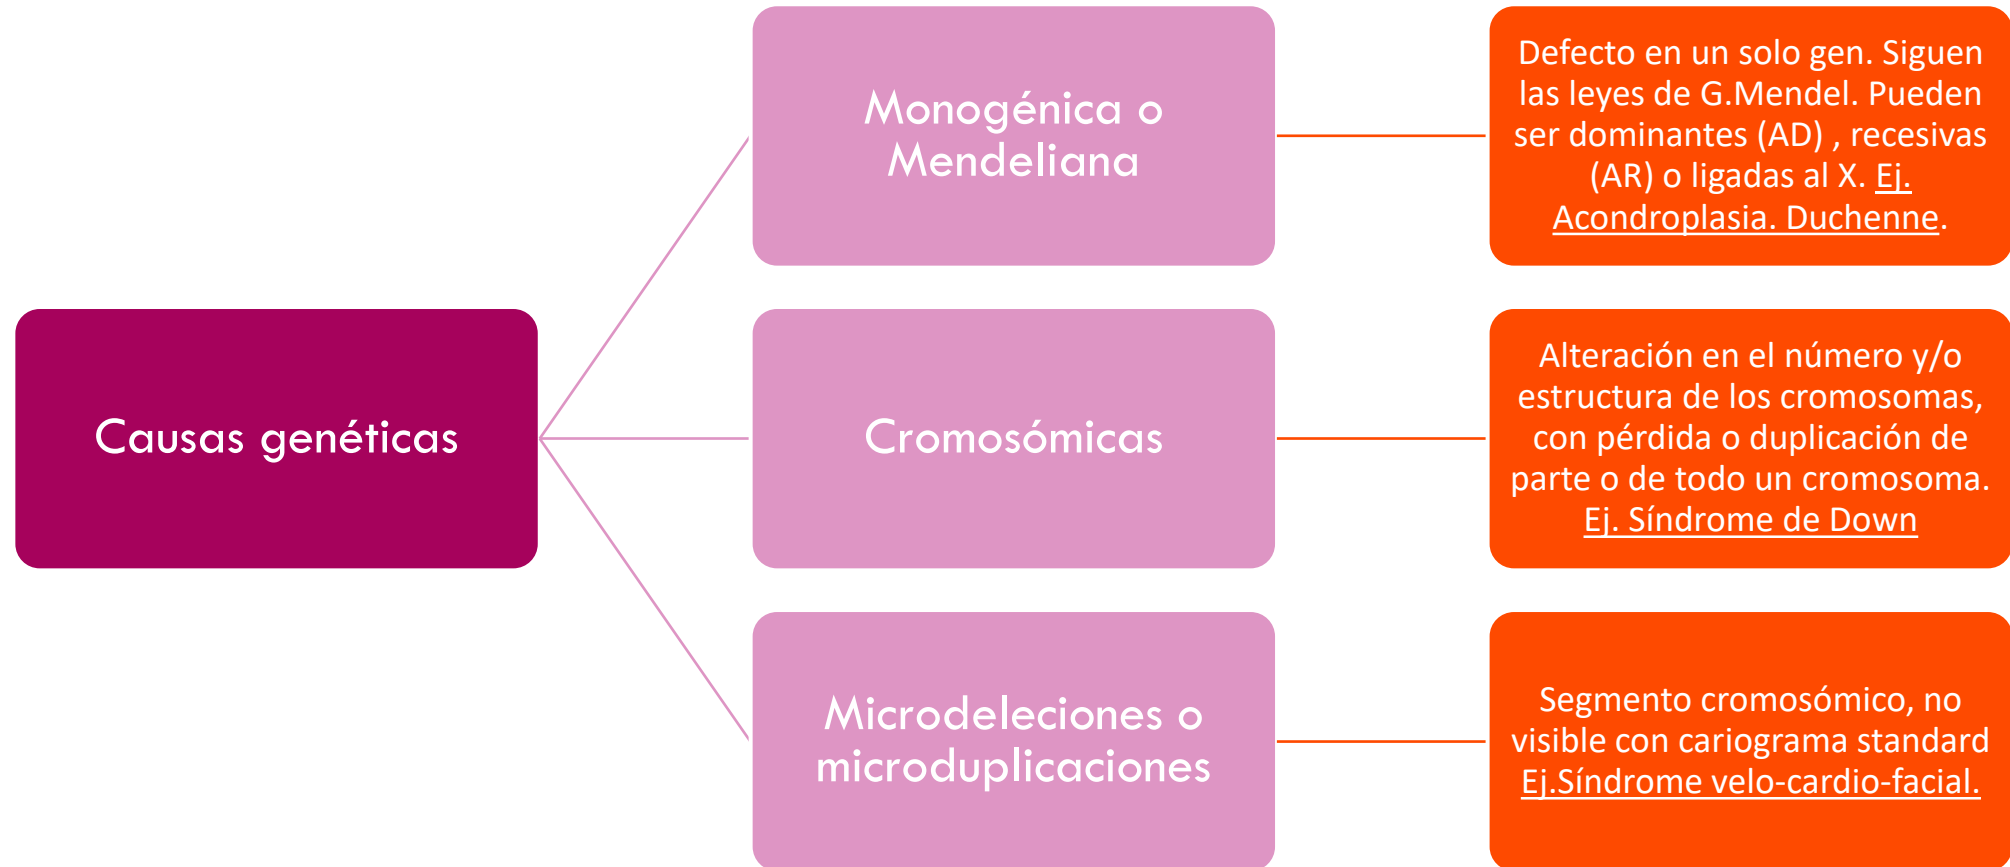 Monogénica o
Mendeliana
Defecto en un solo gen. Siguen
las leyes de G.Mendel. Pueden
ser dominantes (AD) , recesivas
(AR) o ligadas al X. Ej.
Acondroplasia. Duchenne.
Causas genéticas
Cromosómicas
Alteración en el número y/o
estructura de los cromosomas,
con pérdida o duplicación de
parte o de todo un cromosoma.
Ej. Síndrome de Down
Microdeleciones o
microduplicaciones
Segmento cromosómico, no
visible con cariograma standard
Ej.Síndrome velo-cardio-facial.